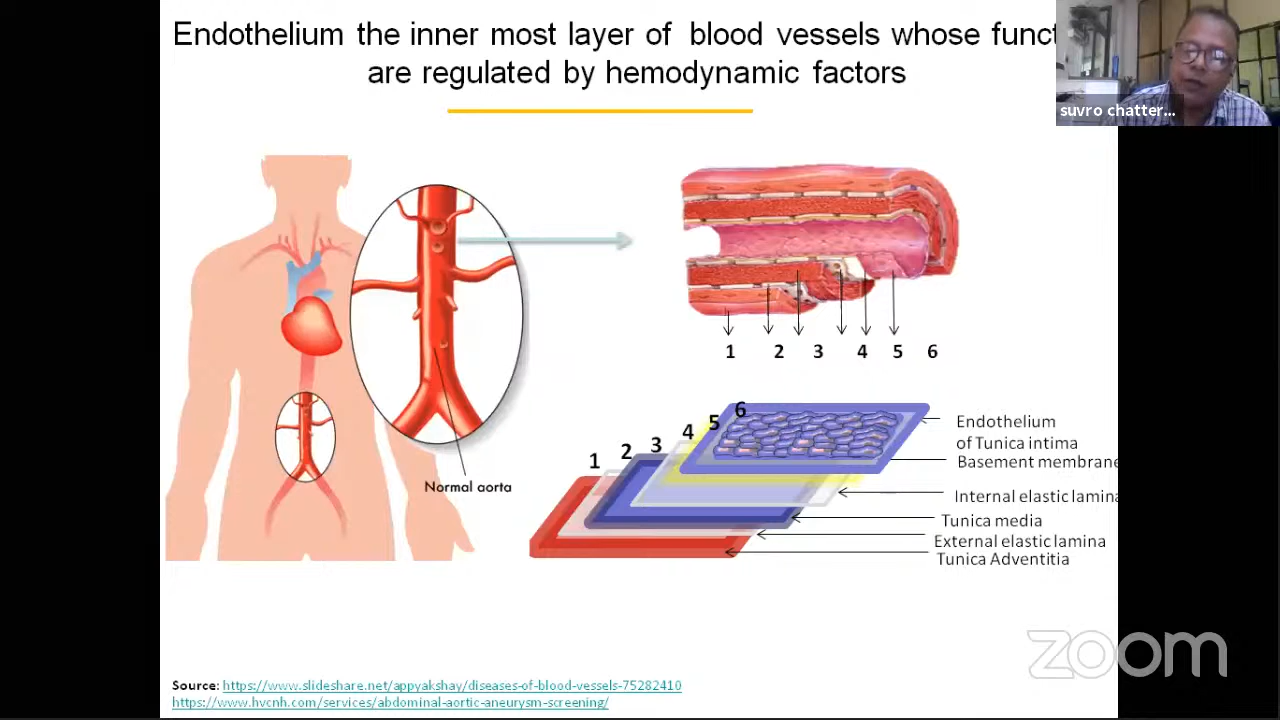 Endothelium the inner most layer of blood vessels whose funct
are regulated by hemodynamic factors
suvro chatter...
1 2 3 4 5 6
Normal aorta
1 2 3 4 5 6
Endothelium
of Tunica intima
Basement membrane
Internal elastic lamina
Tunica media
External elastic lamina
Tunica Adventitia
zoom
Source: https://www.slideshare.net/appyakshay/diseases-of-blood-vessels-75282410
https://www.hvcnh.com/services/abdominal-aortic-aneurysm-screening/